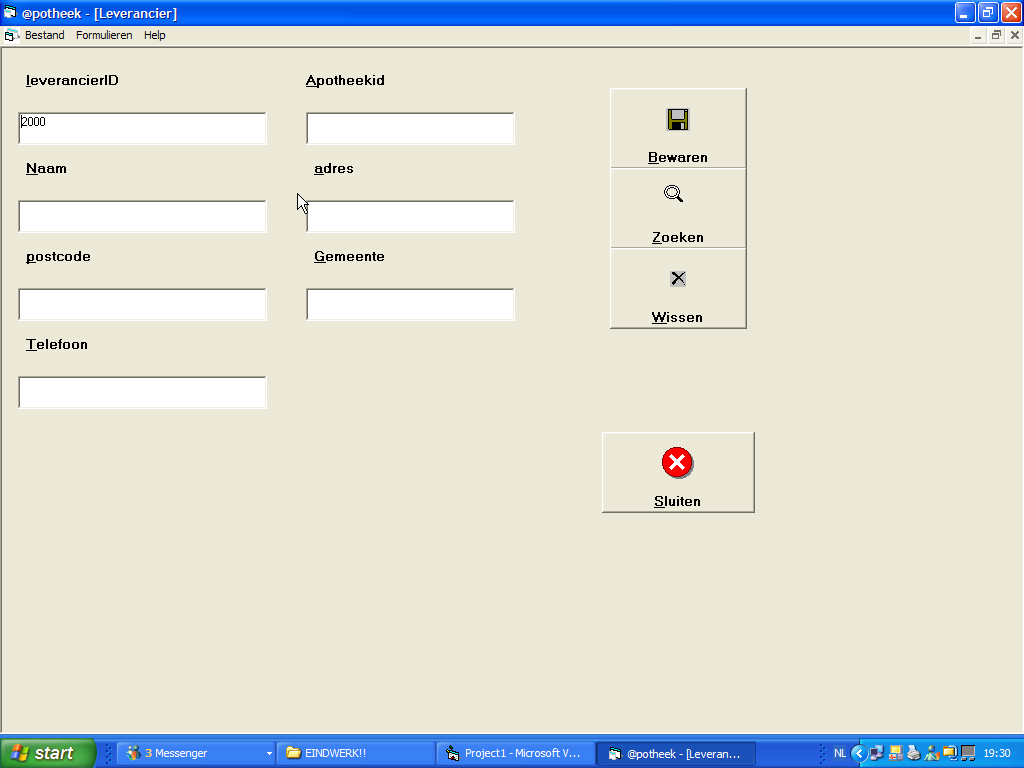 @potheek - [Leverancier]
Bestand Formulieren Help
leverancierID Apotheekid
2000
Bewaren
Naam adres
Zoeken
postcode Gemeente
Wissen
Telefoon
Sluiten
start 3 Messenger EINDWERK!! Project1 - Microsoft V... @potheek - [Leveran... NL 19:30